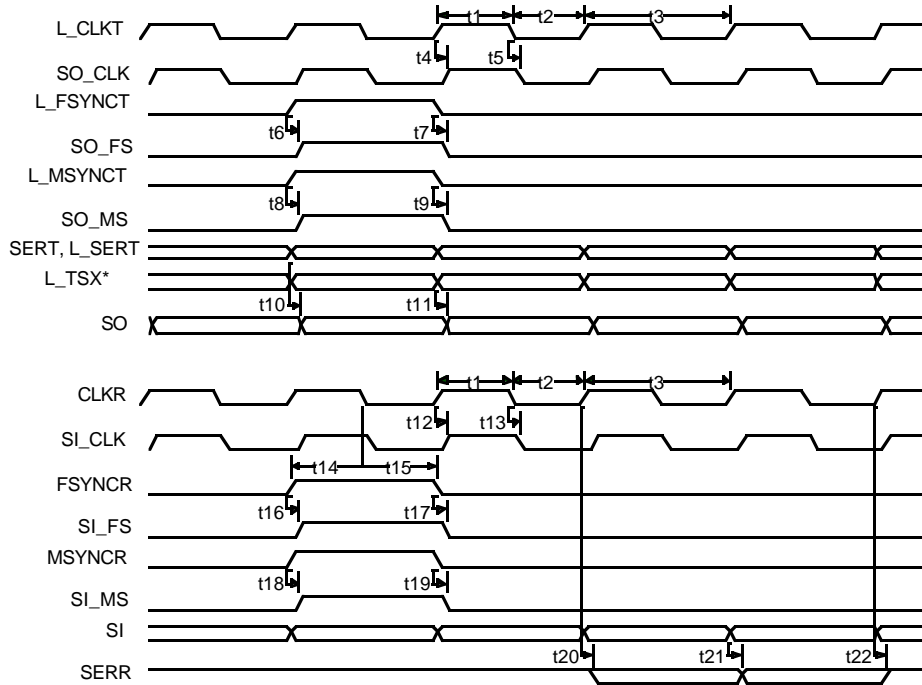 t1 t2 t3
L_CLKT
t4 t5
SO_CLK
L_FSYNCT
t6 t7
SO_FS
L_MSYNCT
t8 t9
SO_MS
SERT, L_SERT
L_TSX*
t10 t11
SO
t1 t2 t3
CLKR
t12 t13
SI_CLK
t14 t15
FSYNCR
t16 t17
SI_FS
MSYNCR
t18 t19
SI_MS
SI
t20 t21 t22
SERR